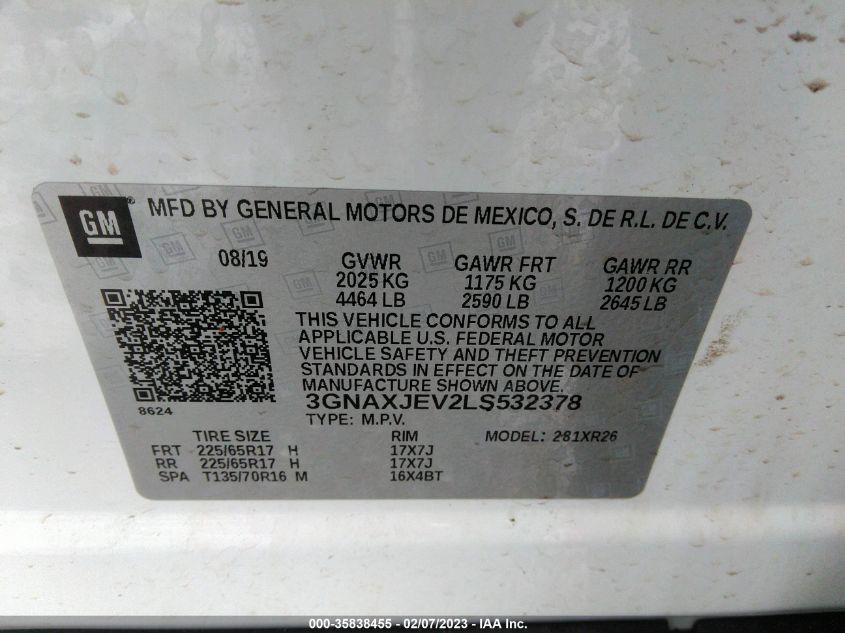 GM
MFD BY GENERAL MOTORS DE MEXICO, S. DE R.L. DE C.V.
08/19 GVWR GAWR FRT GAWR RR
2025 KG 1175 KG 1200 KG
4464 LB 2590 LB 2645 LB
THIS VEHICLE CONFORMS TO ALL
APPLICABLE U.S. FEDERAL MOTOR
VEHICLE SAFETY AND THEFT PREVENTION
STANDARDS IN EFFECT ON THE DATE OF
MANUFACTURE SHOWN ABOVE.
8624
3GNAXJEV2LS532378
TYPE: M.P.V.
TIRE SIZE RIM MODEL: 281XR26
FRT 225/65R17 H 17X7J
RR 225/65R17 H 17X7J
SPA T135/70R16 M 16X4BT
000-35838455 - 02/07/2023 - IAA Inc.